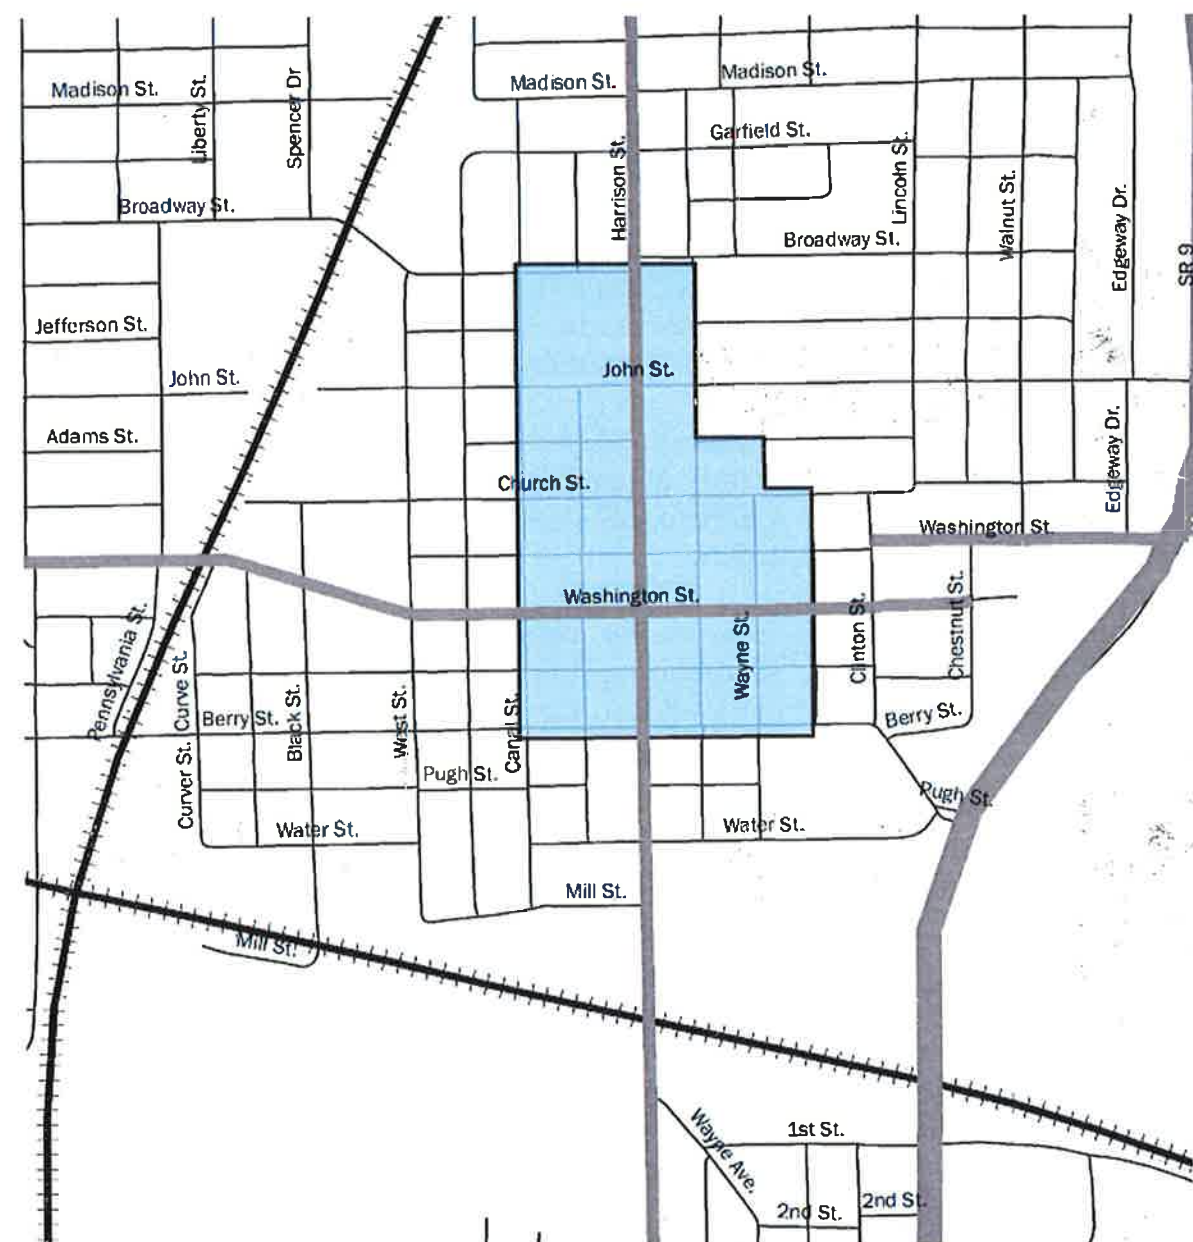 Madison St.
Liberty St.
Spencer Dr
Madison St.
Madison St.
Garfield St.
Harrison St.
Lincoln St.
Walnut St.
Edgeway Dr.
SR 9
Broadway St.
Broadway St.
Jefferson St.
John St.
John St.
Adams St.
Church St.
Edgeway Dr.
Washington St.
Washington St.
Pennsylvania St.
Curve St.
Wayne St.
Clinton St.
Chestnut St.
Berry St.
Black St.
West St.
Canal St.
Berry St.
Curver St.
Pugh St.
Pugh St.
Water St.
Water St.
Mill St.
Mill St.
Wayne Ave.
1st St.
2nd St.
2nd St.